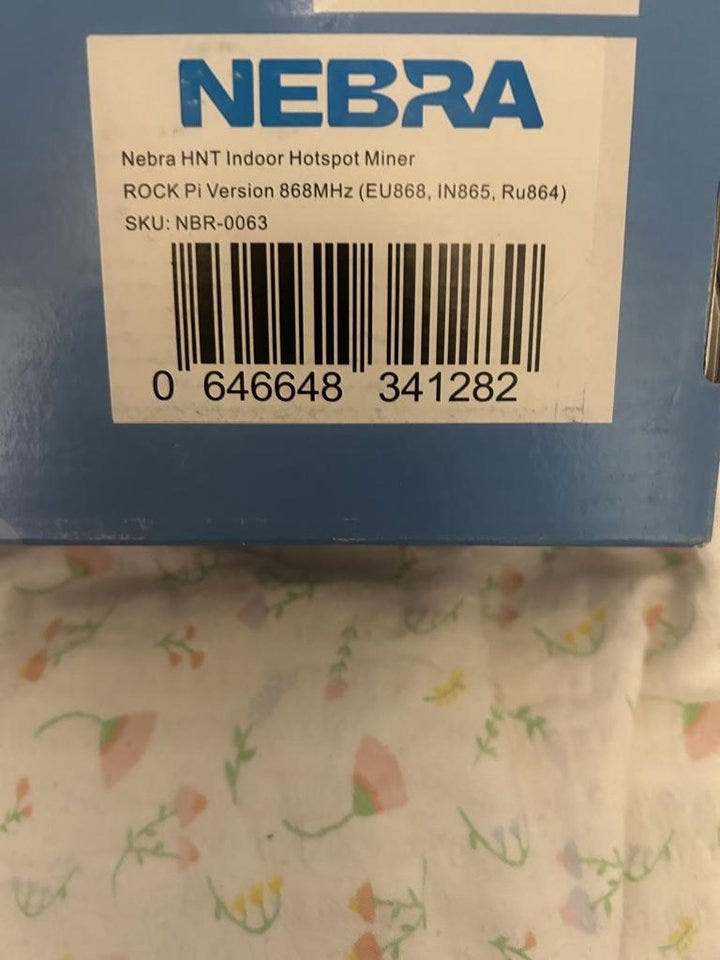 NEBRA
Nebra HNT Indoor Hotspot Miner
ROCK Pi Version 868MHz (EU868, IN865, Ru864)
SKU: NBR-0063
0 646648 341282